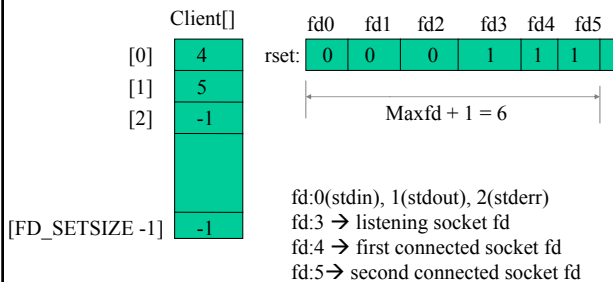 Client[]
[0] 4
[1] 5
[2] -1
[FD_SETSIZE -1] -1
fd0 fd1 fd2 fd3 fd4 fd5
rset: 0 0 0 1 1 1
Maxfd + 1 = 6
fd:0(stdin), 1(stdout), 2(stderr)
fd:3 → listening socket fd
fd:4 → first connected socket fd
fd:5→ second connected socket fd